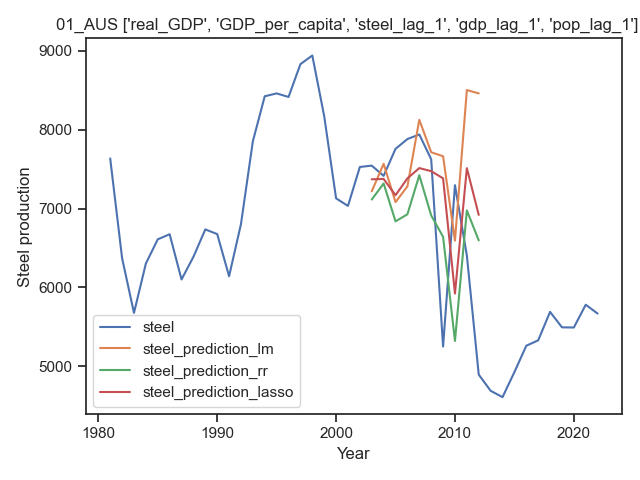 01_AUS ['real_GDP', 'GDP_per_capita', 'steel_lag_1', 'gdp_lag_1', 'pop_lag_1']
9000
8000
7000
6000
5000
Steel production
steel
steel_prediction_lm
steel_prediction_rr
steel_prediction_lasso
1980
1990
2000
2010
2020
Year